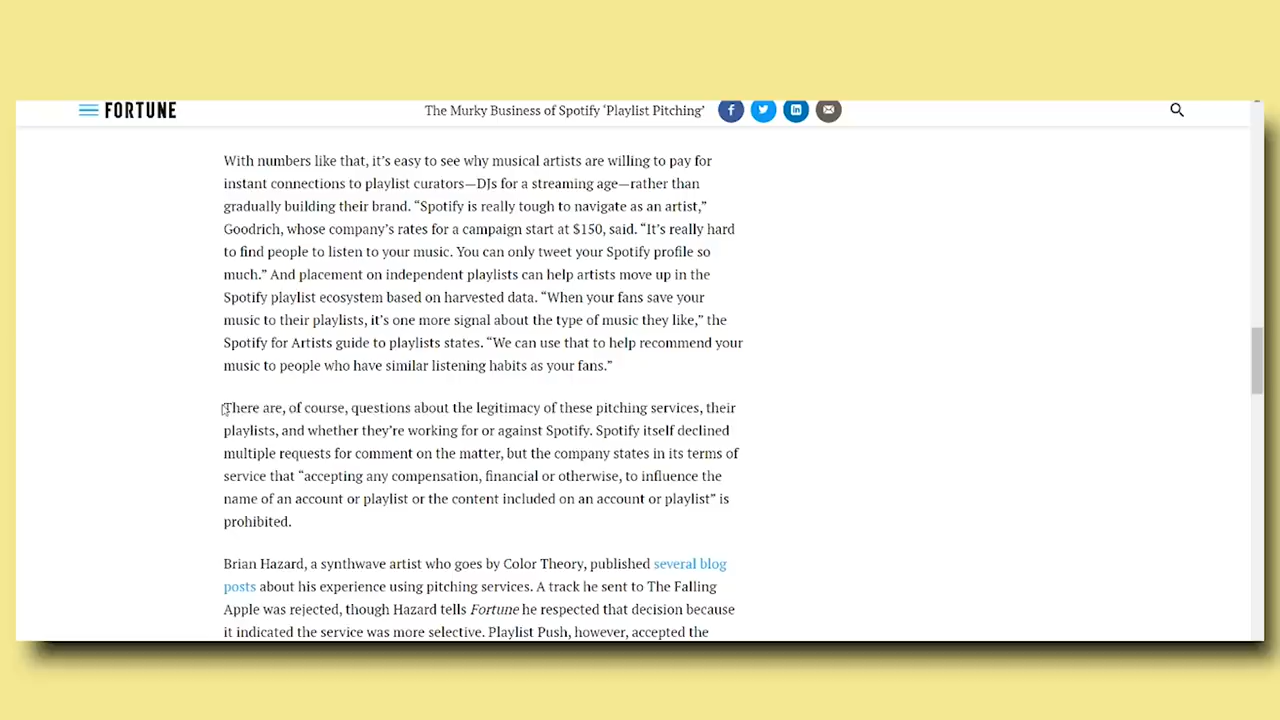 FORTUNE
The Murky Business of Spotify ‘Playlist Pitching’
With numbers like that, it’s easy to see why musical artists are willing to pay for
instant connections to playlist curators—DJs for a streaming age—rather than
gradually building their brand. “Spotify is really tough to navigate as an artist,”
Goodrich, whose company’s rates for a campaign start at $150, said. “It’s really hard
to find people to listen to your music. You can only tweet your Spotify profile so
much.” And placement on independent playlists can help artists move up in the
Spotify playlist ecosystem based on harvested data. “When your fans save your
music to their playlists, it’s one more signal about the type of music they like,” the
Spotify for Artists guide to playlists states. “We can use that to help recommend your
music to people who have similar listening habits as your fans.”
There are, of course, questions about the legitimacy of these pitching services, their
playlists, and whether they’re working for or against Spotify. Spotify itself declined
multiple requests for comment on the matter, but the company states in its terms of
service that “accepting any compensation, financial or otherwise, to influence the
name of an account or playlist or the content included on an account or playlist” is
prohibited.
Brian Hazard, a synthwave artist who goes by Color Theory, published several blog
posts about his experience using pitching services. A track he sent to The Falling
Apple was rejected, though Hazard tells Fortune he respected that decision because
it indicated the service was more selective. Playlist Push, however, accepted the